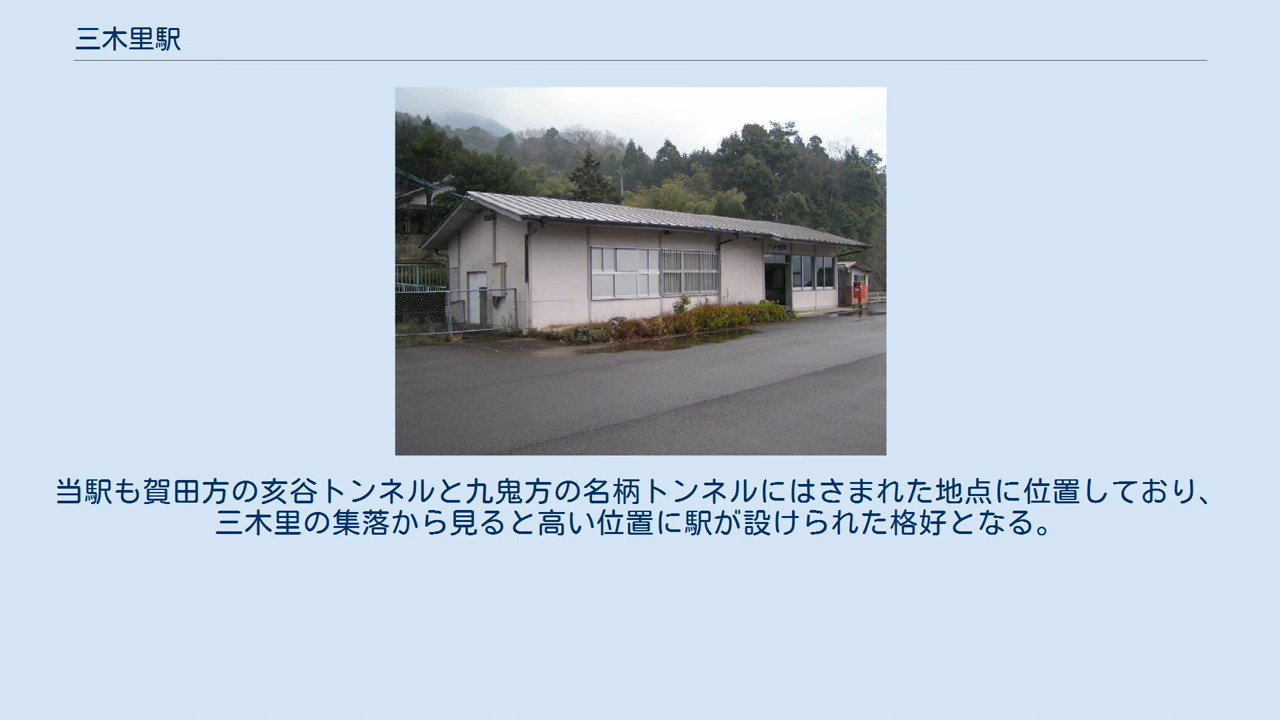 三木里駅
当駅も賀田方の亥谷トンネルと九鬼方の名柄トンネルにはさまれた地点に位置しており、
三木里の集落から見ると高い位置に駅が設けられた格好となる。